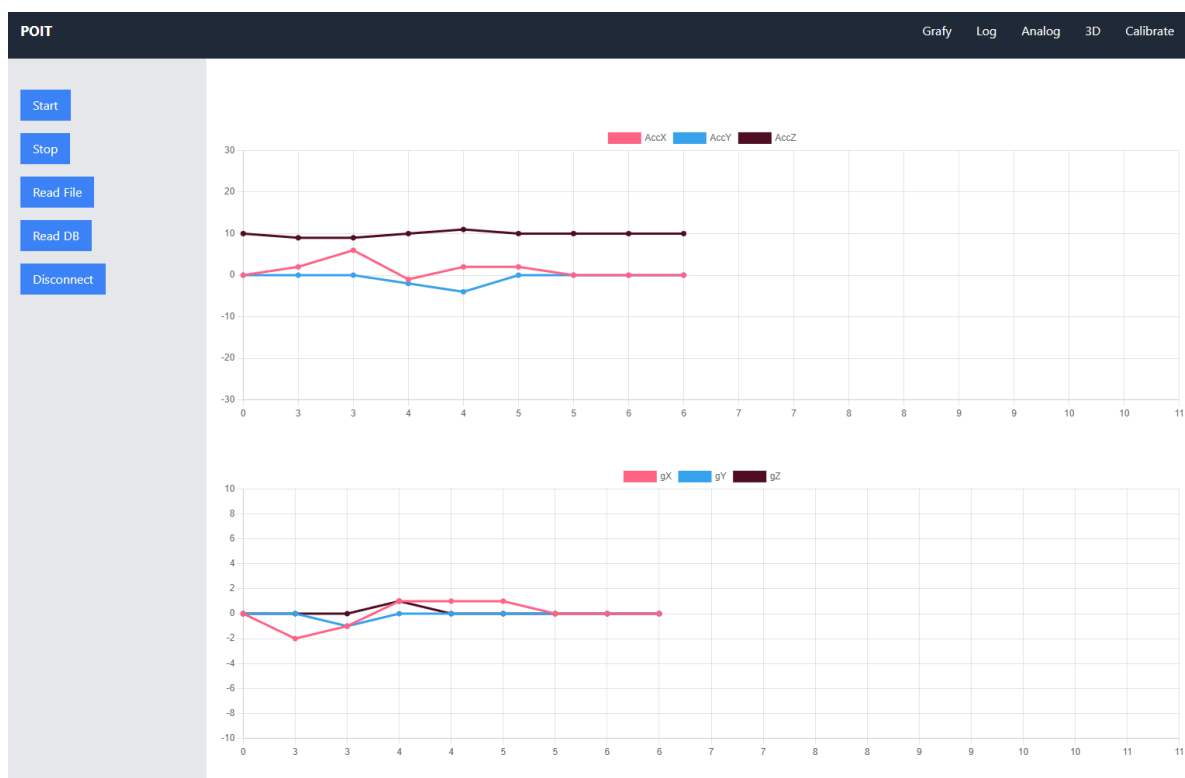 POIT Grafy Log Analog 3D Calibrate
Start
Stop
Read File
Read DB
Disconnect
AccX AccY AccZ
30
20
10
0
-10
-20
-30
0 3 3 4 4 5 5 6 6 7 7 8 8 9 9 10 10 11
gX gY gZ
10
8
6
4
2
0
-2
-4
-6
-8
-10
0 3 3 4 4 5 5 6 6 7 7 8 8 9 9 10 10 11 11